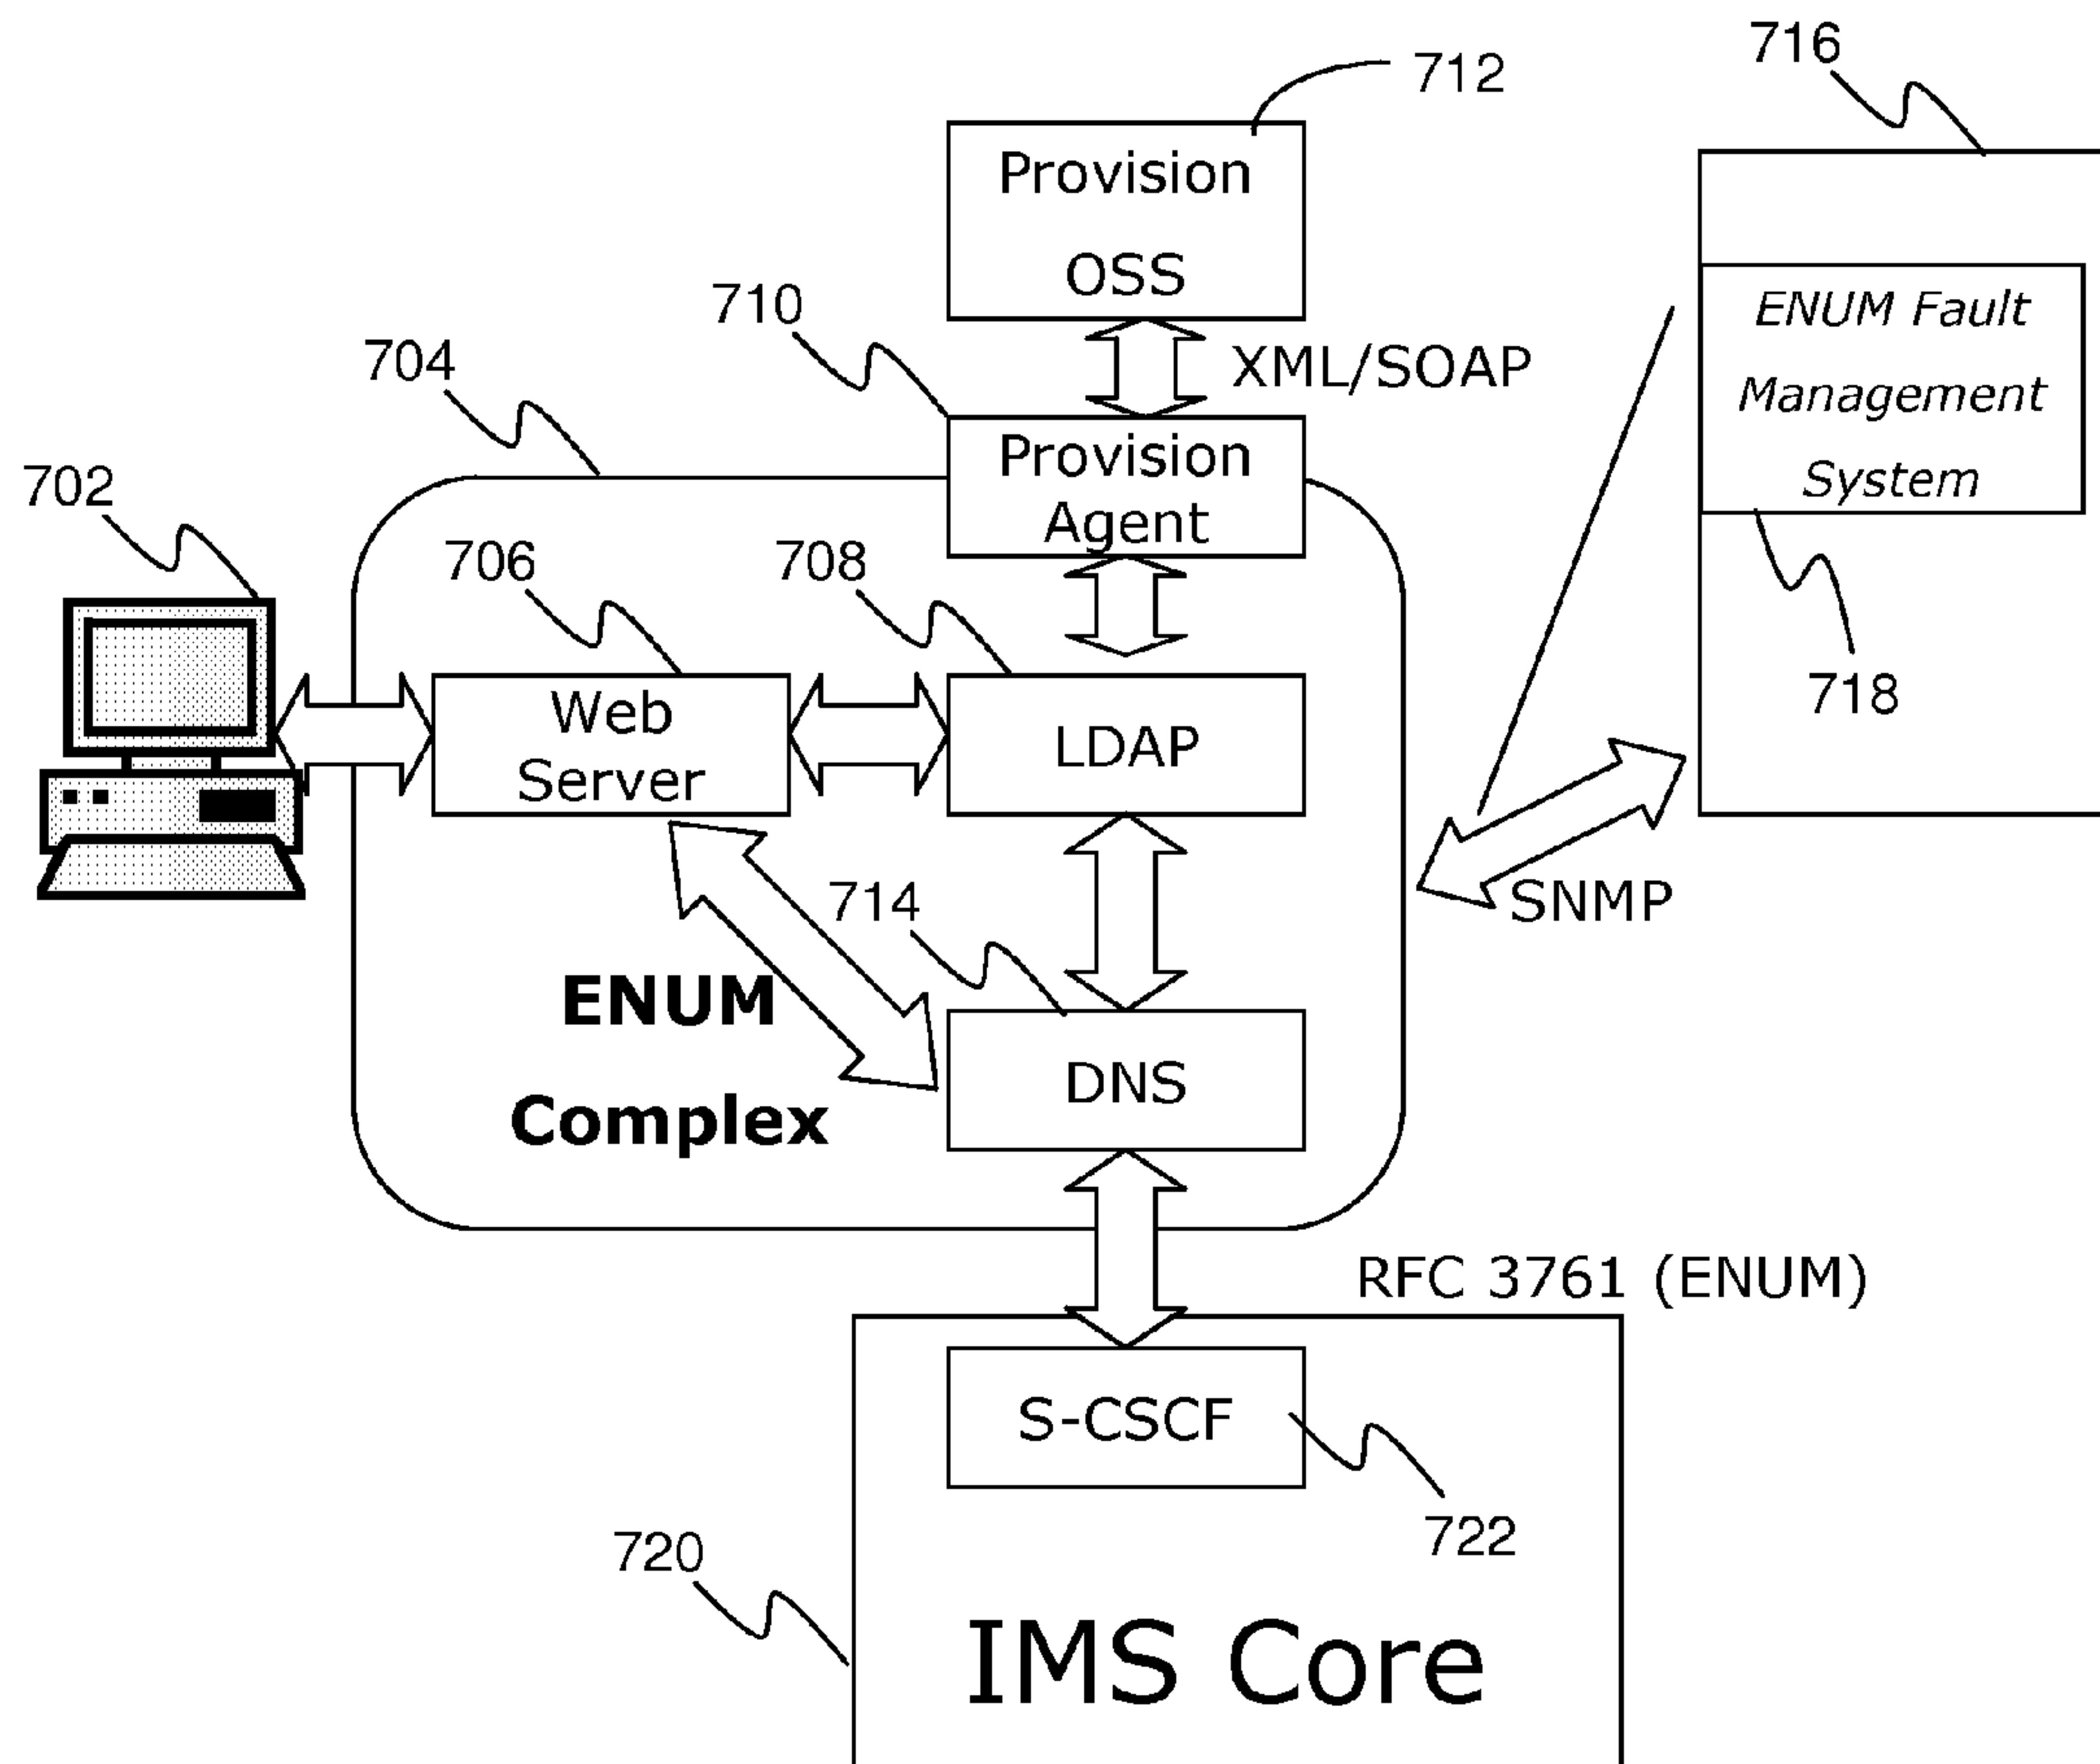 716
712
Provision
OSS
710
XML/SOAP
ENUM Fault
Management
System
704
Provision
Agent
702
706
708
718
Web
Server
LDAP
714
SNMP
ENUM
Complex
DNS
RFC 3761 (ENUM)
S-CSCF
722
720
IMS Core